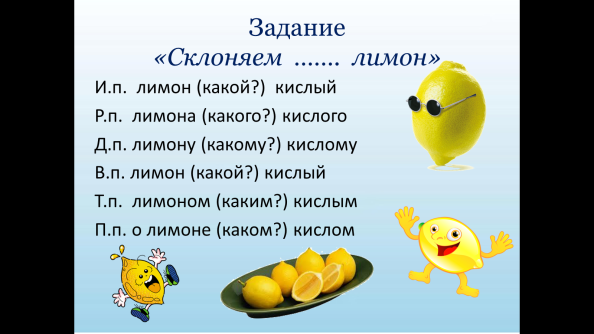 Задание
«Склоняем ....... лимон»
И.п. лимон (какой?) кислый
Р.п. лимона (какого?) кислого
Д.п. лимону (какому?) кислому
В.п. лимон (какой?) кислый
Т.п. лимоном (каким?) кислым
П.п. о лимоне (каком?) кислом